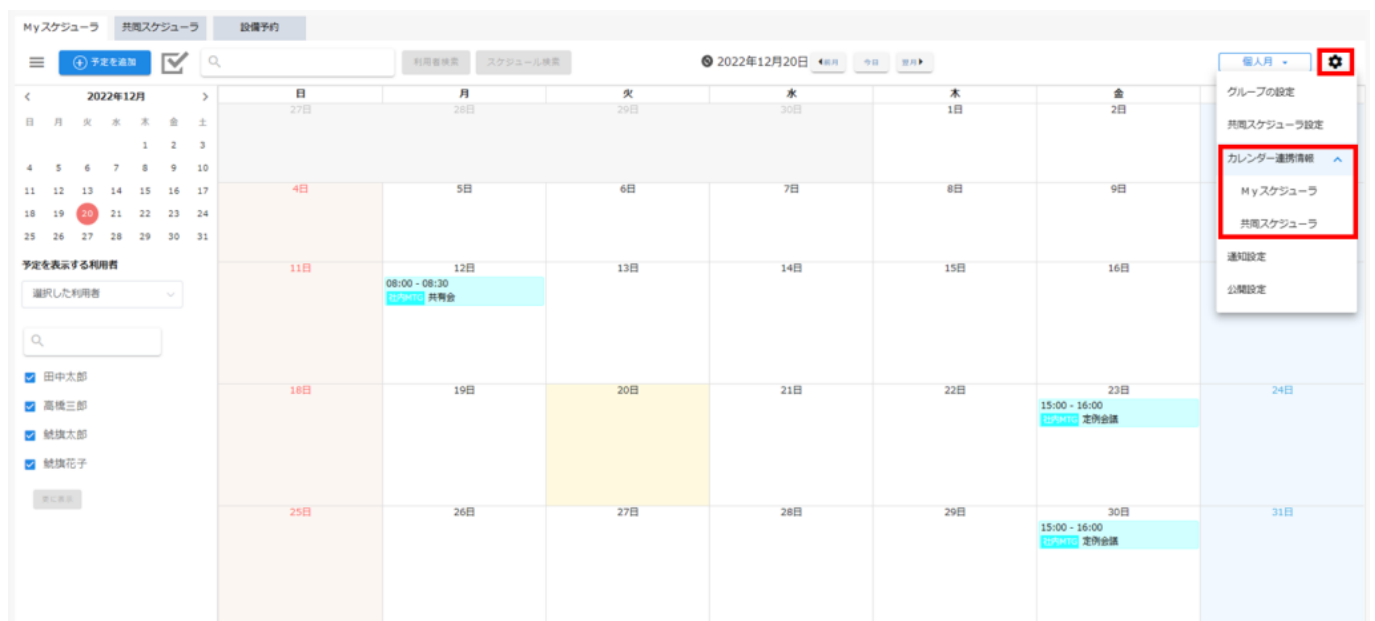 Myスケジューラ 共同スケジューラ 設備予約
予定を追加 利用者検索 スケジュール検索 2022年12月20日 前月 今日 翌月 個人月
2022年12月
日 月 火 水 木 金 土
1 2 3
4 5 6 7 8 9 10
11 12 13 14 15 16 17
18 19 20 21 22 23 24
25 26 27 28 29 30 31
予定を表示する利用者
選択した利用者
田中太郎
高橋三郎
鯱旗太郎
鯱旗花子
更に表示
日 月 火 水 木 金
27日 28日 29日 30日 1日 2日
4日 5日 6日 7日 8日 9日
11日 12日 13日 14日 15日 16日
08:00 - 08:30
社内MTG 共有会
18日 19日 20日 21日 22日 23日 24日
15:00 - 16:00
社内MTG 定例会議
25日 26日 27日 28日 29日 30日 31日
15:00 - 16:00
社内MTG 定例会議
グループの設定
共同スケジューラ設定
カレンダー連携情報
Myスケジューラ
共同スケジューラ
通知設定
公開設定